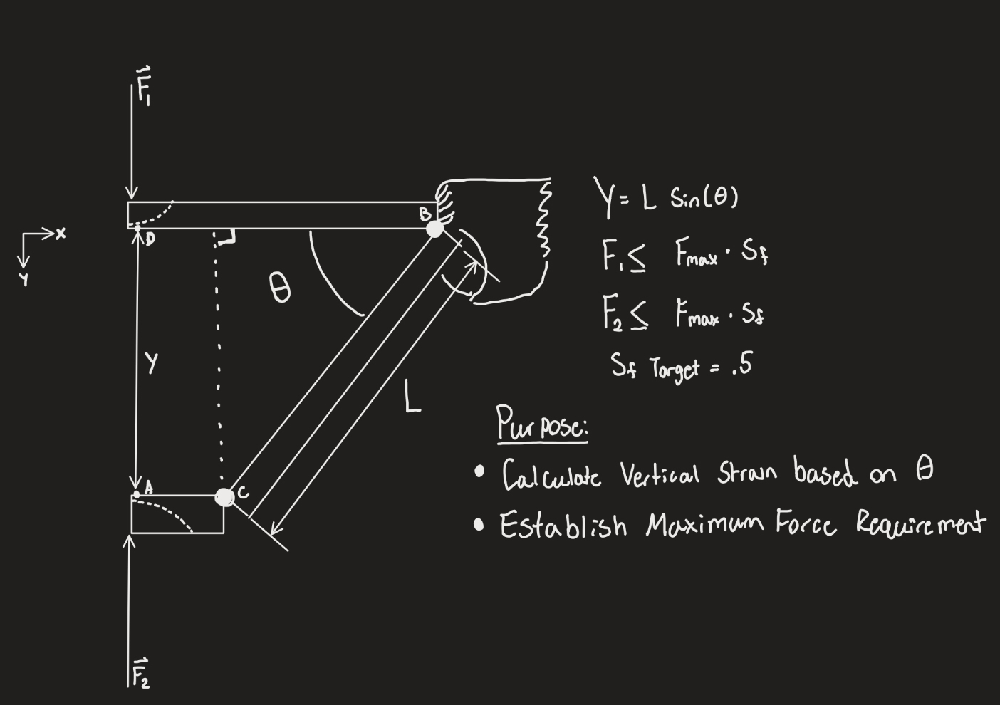 F₁
B
D
x
y
θ
Y
L
A
C
F₂
Y = L Sin(θ)
F₁ ≤ Fmax · Sf
F₂ ≤ Fmax · Sf
Sf Target = .5
Purpose:
• Calculate Vertical Strain based on θ
• Establish Maximum Force Requirement